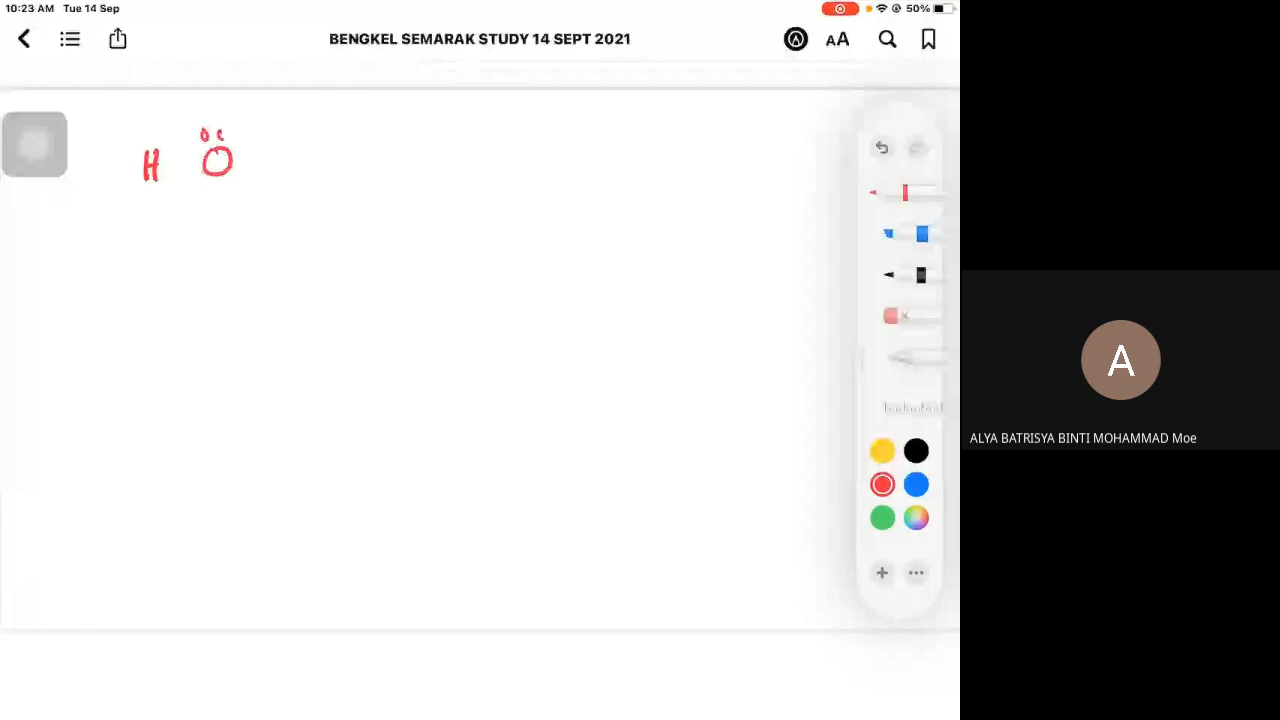 10:23 AM Tue 14 Sep
50%
BENGKEL SEMARAK STUDY 14 SEPT 2021
AA
H O
A
ALYA BATRISYA BINTI MOHAMMAD Moe